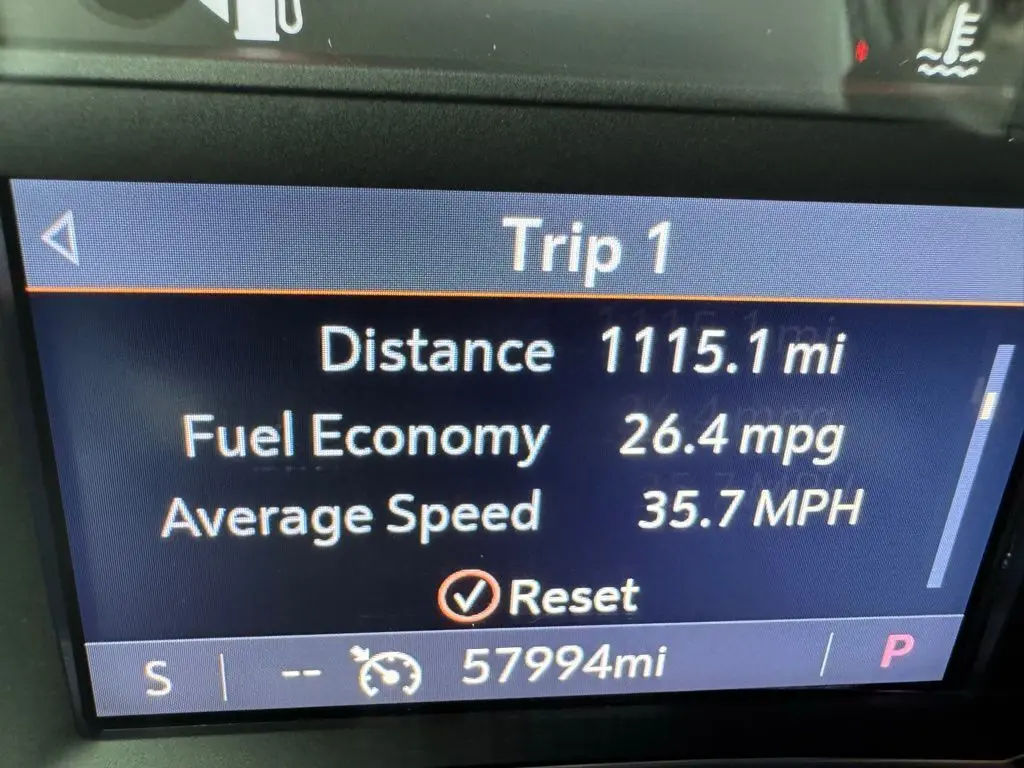 Trip 1
Distance 1115.1 mi
Fuel Economy 26.4 mpg
Average Speed 35.7 MPH
Reset
S -- 57994mi P